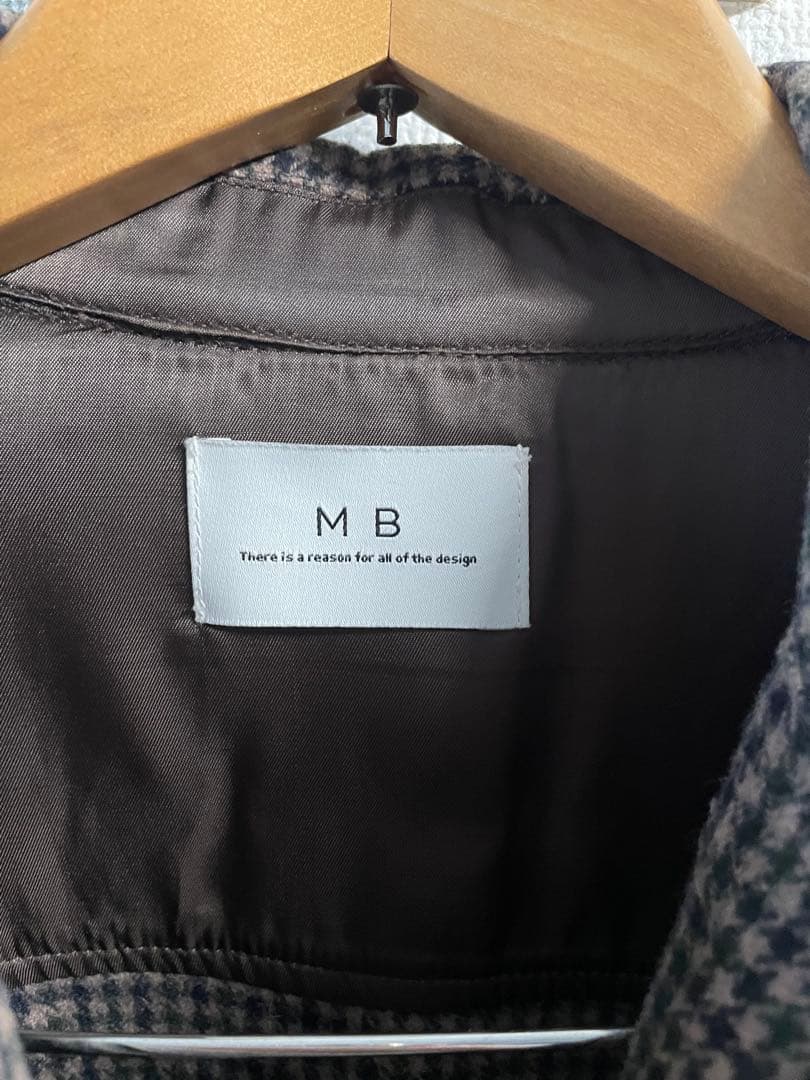 M B
There is a reason for all of the design